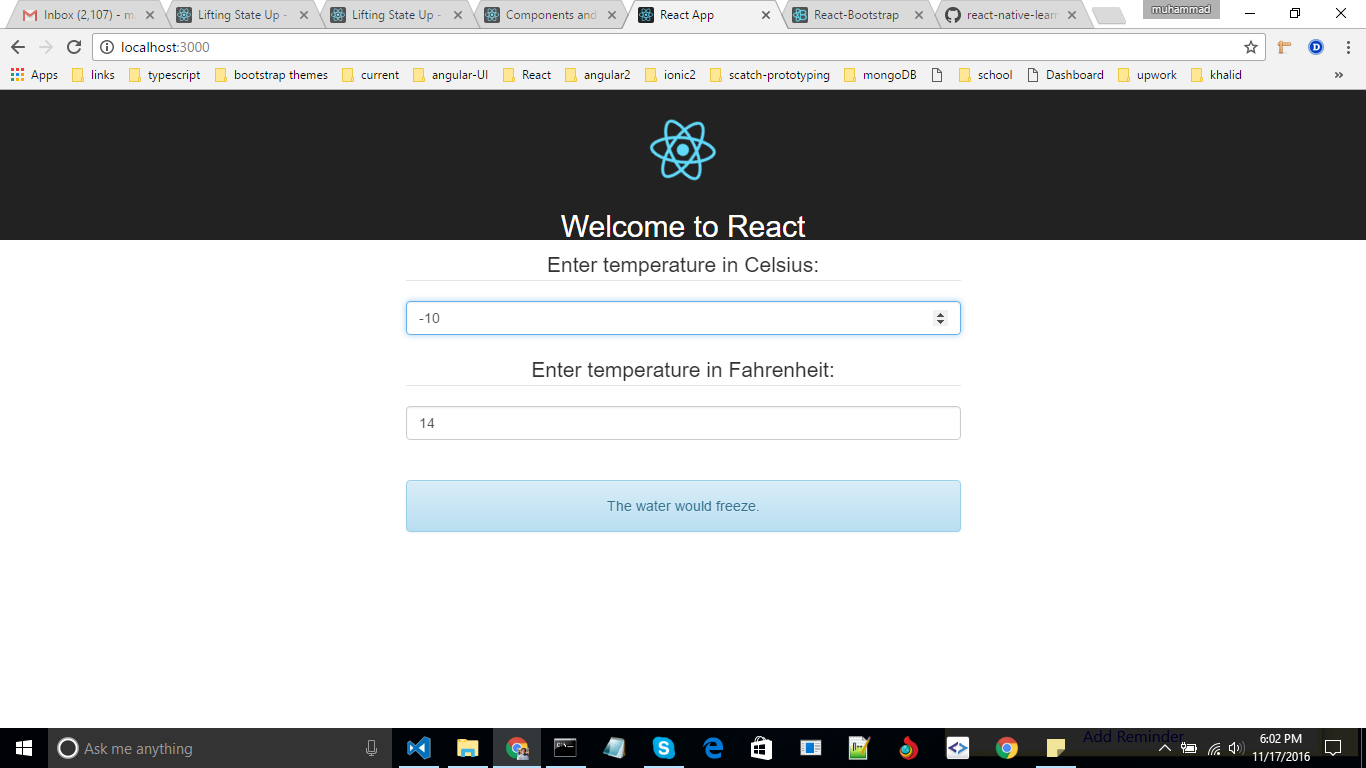 Inbox (2,107) - m
Lifting State Up -
Lifting State Up -
Components and
React App
React-Bootstrap
react-native-lear
muhammad
localhost:3000
Apps links typescript bootstrap themes current angular-UI React angular2 ionic2 scatch-prototyping mongoDB school Dashboard upwork khalid »
Welcome to React
Enter temperature in Celsius:
-10
Enter temperature in Fahrenheit:
14
The water would freeze.
Ask me anything
Add Reminder
6:02 PM
11/17/2016